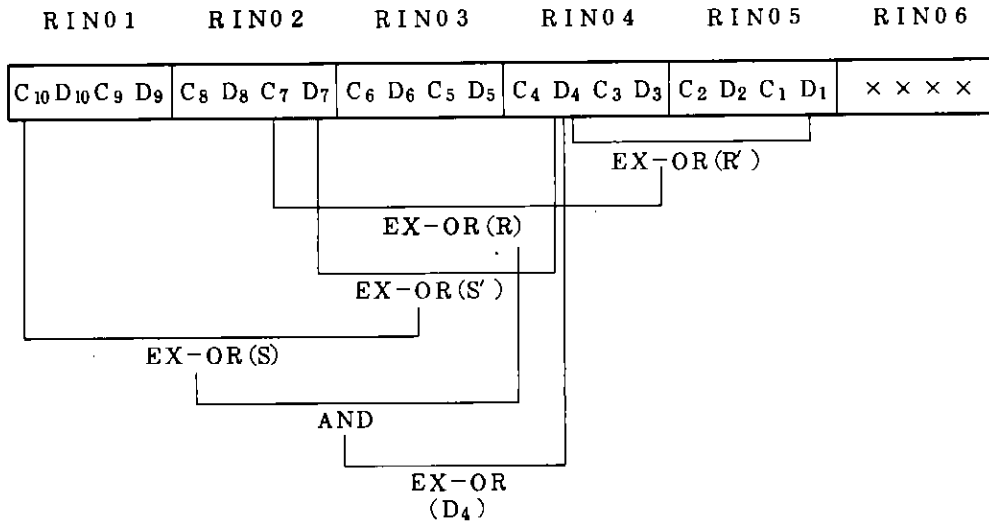 RIN01 RIN02 RIN03 RIN04 RIN05 RIN06
C₁₀ D₁₀ C₉ D₉ C₈ D₈ C₇ D₇ C₆ D₆ C₅ D₅ C₄ D₄ C₃ D₃ C₂ D₂ C₁ D₁ × × × ×
EX-OR(R′)
EX-OR(R)
EX-OR(S′)
EX-OR(S)
AND
EX-OR
(D₄)